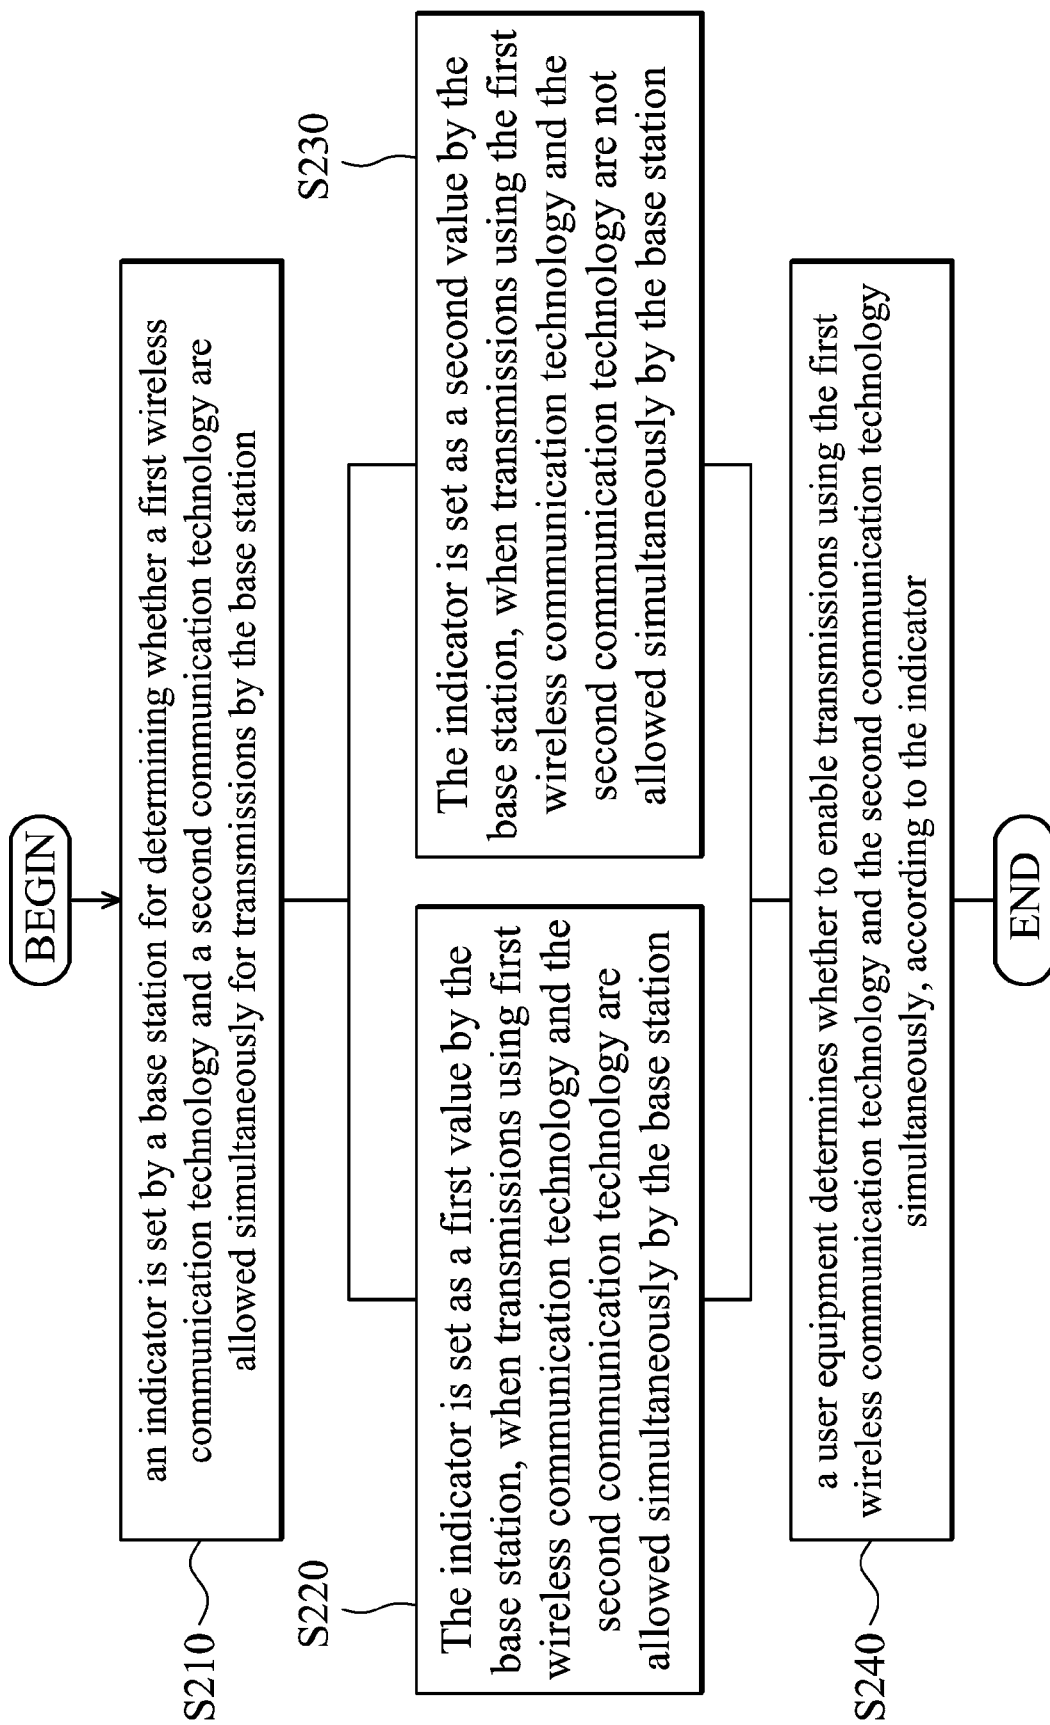 BEGIN
S210
an indicator is set by a base station for determining whether a first wireless
communication technology and a second communication technology are
allowed simultaneously for transmissions by the base station
S220
The indicator is set as a first value by the
base station, when transmissions using first
wireless communication technology and the
second communication technology are
allowed simultaneously by the base station
S230
The indicator is set as a second value by the
base station, when transmissions using the first
wireless communication technology and the
second communication technology are not
allowed simultaneously by the base station
S240
a user equipment determines whether to enable transmissions using the first
wireless communication technology and the second communication technology
simultaneously, according to the indicator
END